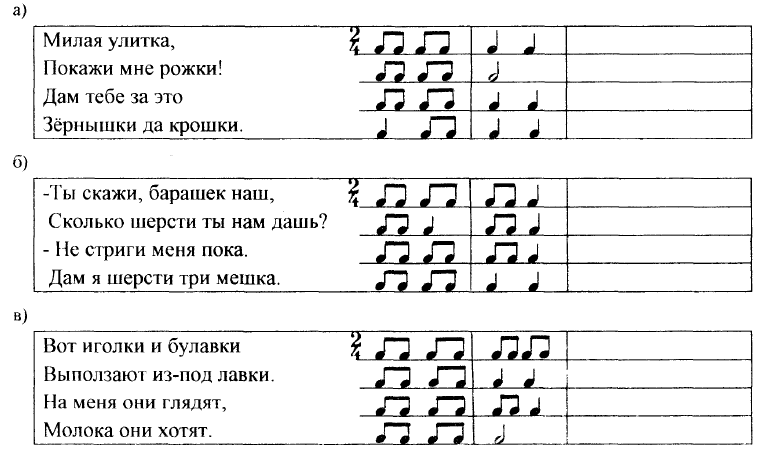 а)
Милая улитка,
Покажи мне рожки!
Дам тебе за это
Зёрнышки да крошки.
2
4
б)
-Ты скажи, барашек наш,
Сколько шерсти ты нам дашь?
- Не стриги меня пока.
Дам я шерсти три мешка.
2
4
в)
Вот иголки и булавки
Выползают из-под лавки.
На меня они глядят,
Молока они хотят.
2
4